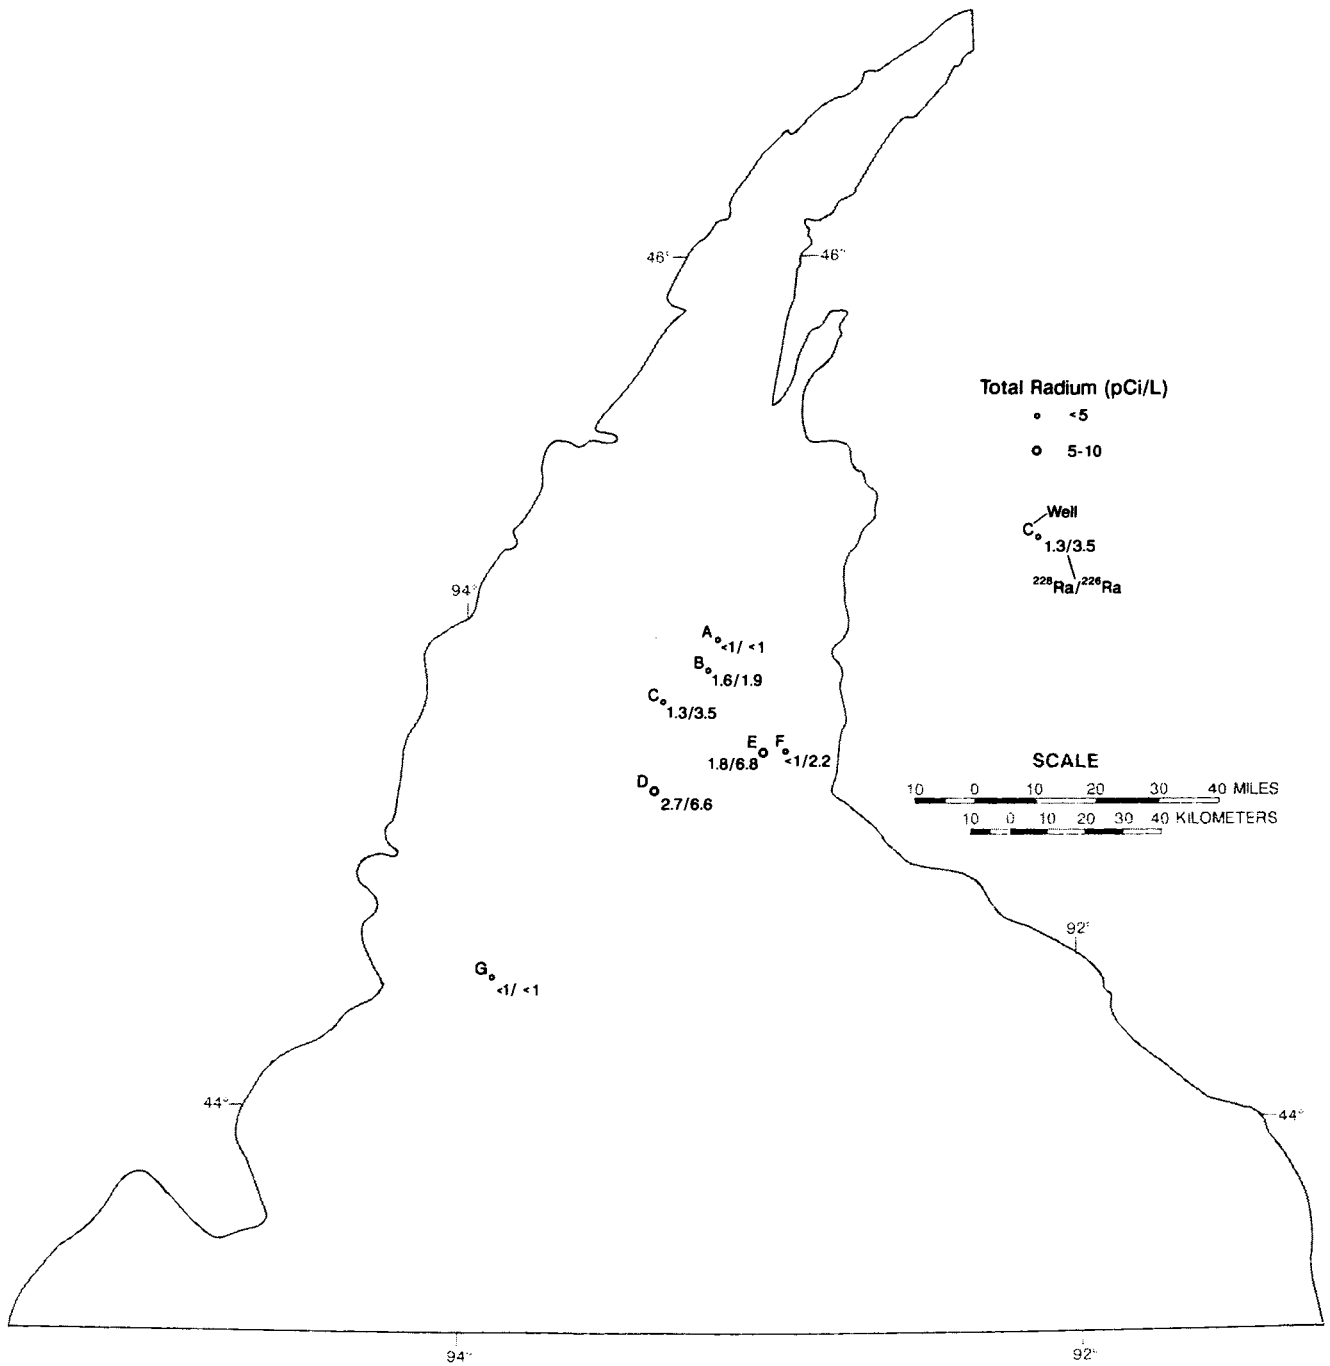 46°
46°
Total Radium (pCi/L)
<5
5-10
Well
C
1.3/3.5
²²⁸Ra/²²⁶Ra
94°
A
<1/ <1
B
1.6/1.9
C
1.3/3.5
E F
1.8/6.8 <1/2.2
D
2.7/6.6
SCALE
10 0 10 20 30 40 MILES
10 0 10 20 30 40 KILOMETERS
92°
G
<1/ <1
44°
44°
94°
92°